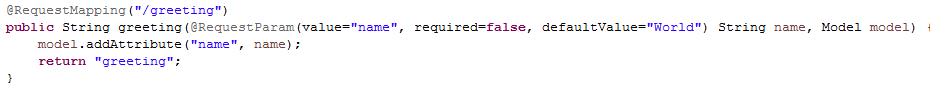 @RequestMapping("/greeting")
public String greeting(@RequestParam(value="name", required=false, defaultValue="World") String name, Model model) {
    model.addAttribute("name", name);
    return "greeting";
}